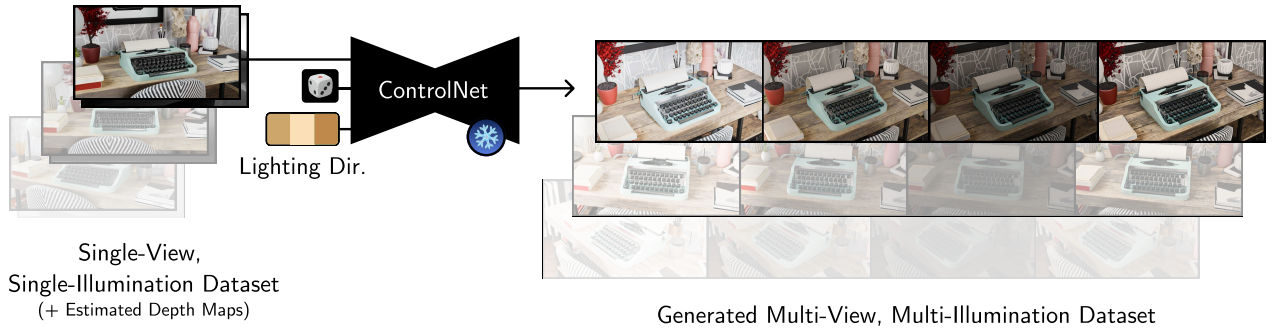 ControlNet
Lighting Dir.
Single-View,
Single-Illumination Dataset
(+ Estimated Depth Maps)
Generated Multi-View, Multi-Illumination Dataset